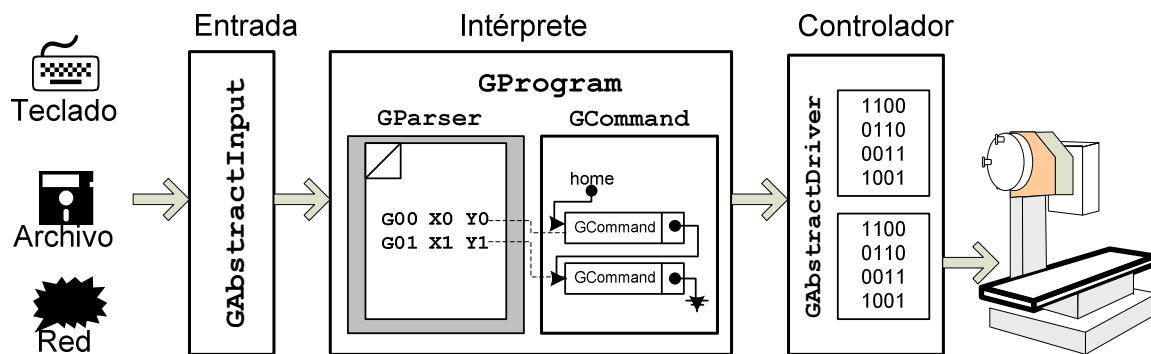 Entrada
Intérprete
Controlador
Teclado
Archivo
Red
GAbstractInput
GProgram
GParser
GCommand
G00 X0 Y0
G01 X1 Y1
home
GCommand
GCommand
GAbstractDriver
1100
0110
0011
1001
1100
0110
0011
1001